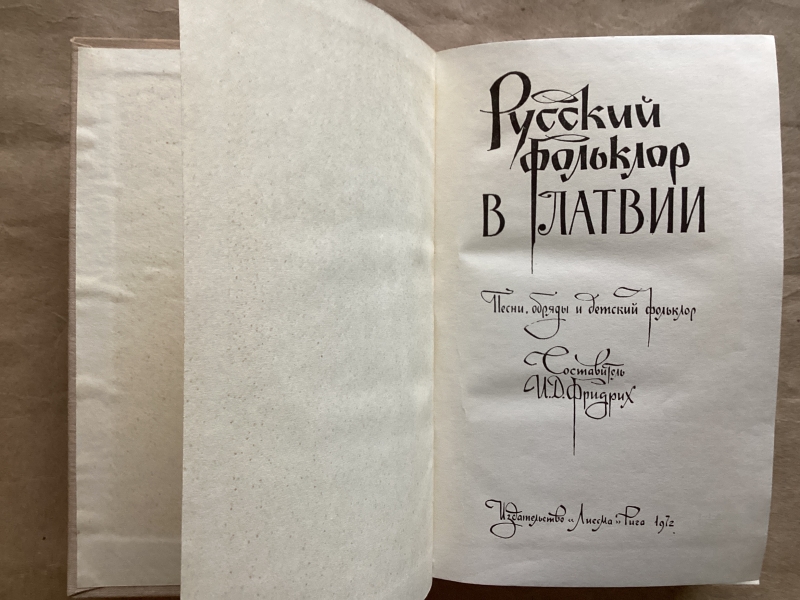 Русский
фольклор
в ЛАТВИИ
Песни, обряды и детский фольклор
Составитель
И.Д. Фридрих
Издательство „Лиесма" Рига 1972